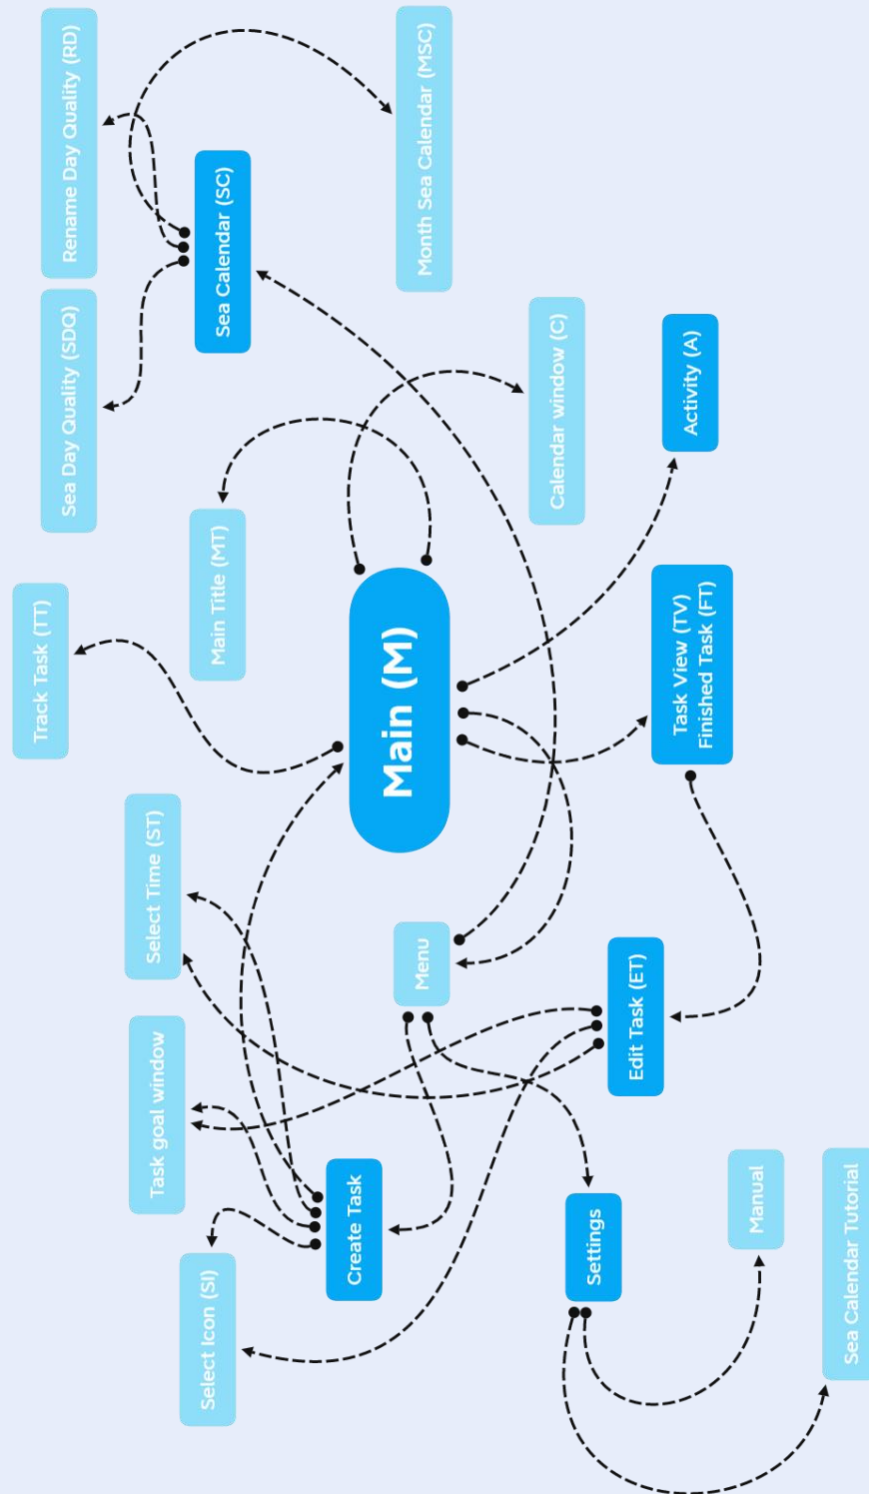 Select Icon (SI)
Task goal window
Select Time (ST)
Track Task (TT)
Main Title (MT)
Sea Day Quality (SDQ)
Rename Day Quality (RD)
Create Task
Menu
Main (M)
Sea Calendar (SC)
Month Sea Calendar (MSC)
Calendar window (C)
Settings
Edit Task (ET)
Task View (TV)
Finished Task (FT)
Activity (A)
Manual
Sea Calendar Tutorial